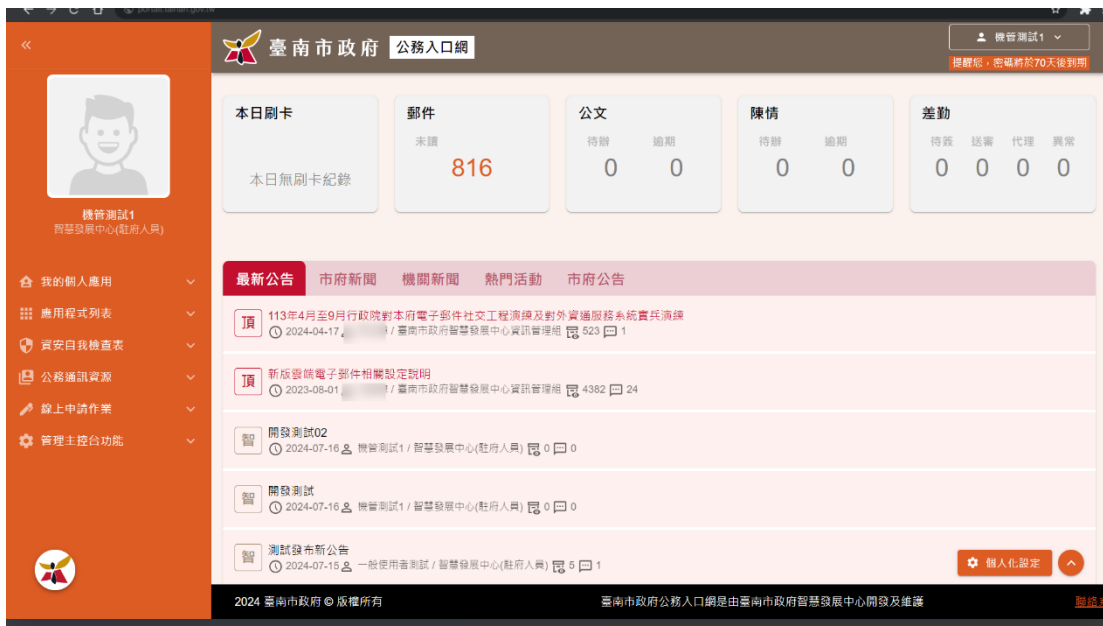 portal.tainan.gov.tw
臺南市政府 公務入口網
機管測試1
提醒您，密碼將於70天後到期
機管測試1
智慧發展中心(駐府人員)
我的個人應用
應用程式列表
資安自我檢查表
公務通訊資源
線上申請作業
管理主控台功能
本日刷卡
本日無刷卡紀錄
郵件
未讀
816
公文
待辦 逾期
0 0
陳情
待辦 逾期
0 0
差勤
待簽 送審 代理 異常
0 0 0 0
最新公告 市府新聞 機關新聞 熱門活動 市府公告
頂 113年4月至9月行政院對本府電子郵件社交工程演練及對外資通服務系統實兵演練
2024-04-17 / 臺南市政府智慧發展中心資訊管理組 523 1
頂 新版雲端電子郵件相關設定說明
2023-08-01 / 臺南市政府智慧發展中心資訊管理組 4382 24
智 開發測試02
2024-07-16 機管測試1 / 智慧發展中心(駐府人員) 0 0
智 開發測試
2024-07-16 機管測試1 / 智慧發展中心(駐府人員) 0 0
智 測試發布新公告
2024-07-15 一般使用者測試 / 智慧發展中心(駐府人員) 5 1
個人化設定
2024 臺南市政府 © 版權所有
臺南市政府公務入口網是由臺南市政府智慧發展中心開發及維護
聯絡